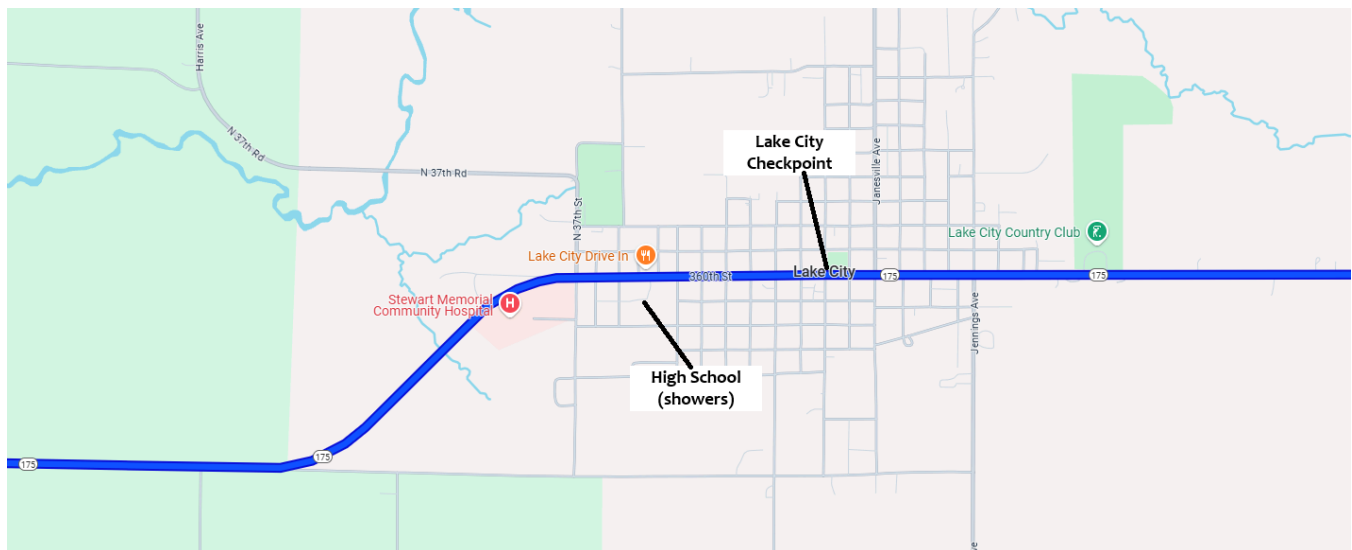 Harris Ave
N 37th Rd
N 37th Rd
N 37th St
Lake City
Checkpoint
Janesville Ave
Lake City Country Club
Lake City Drive In
360th St
Lake City
175
175
Stewart Memorial
Community Hospital
Jennings Ave
High School
(showers)
175
175
ve